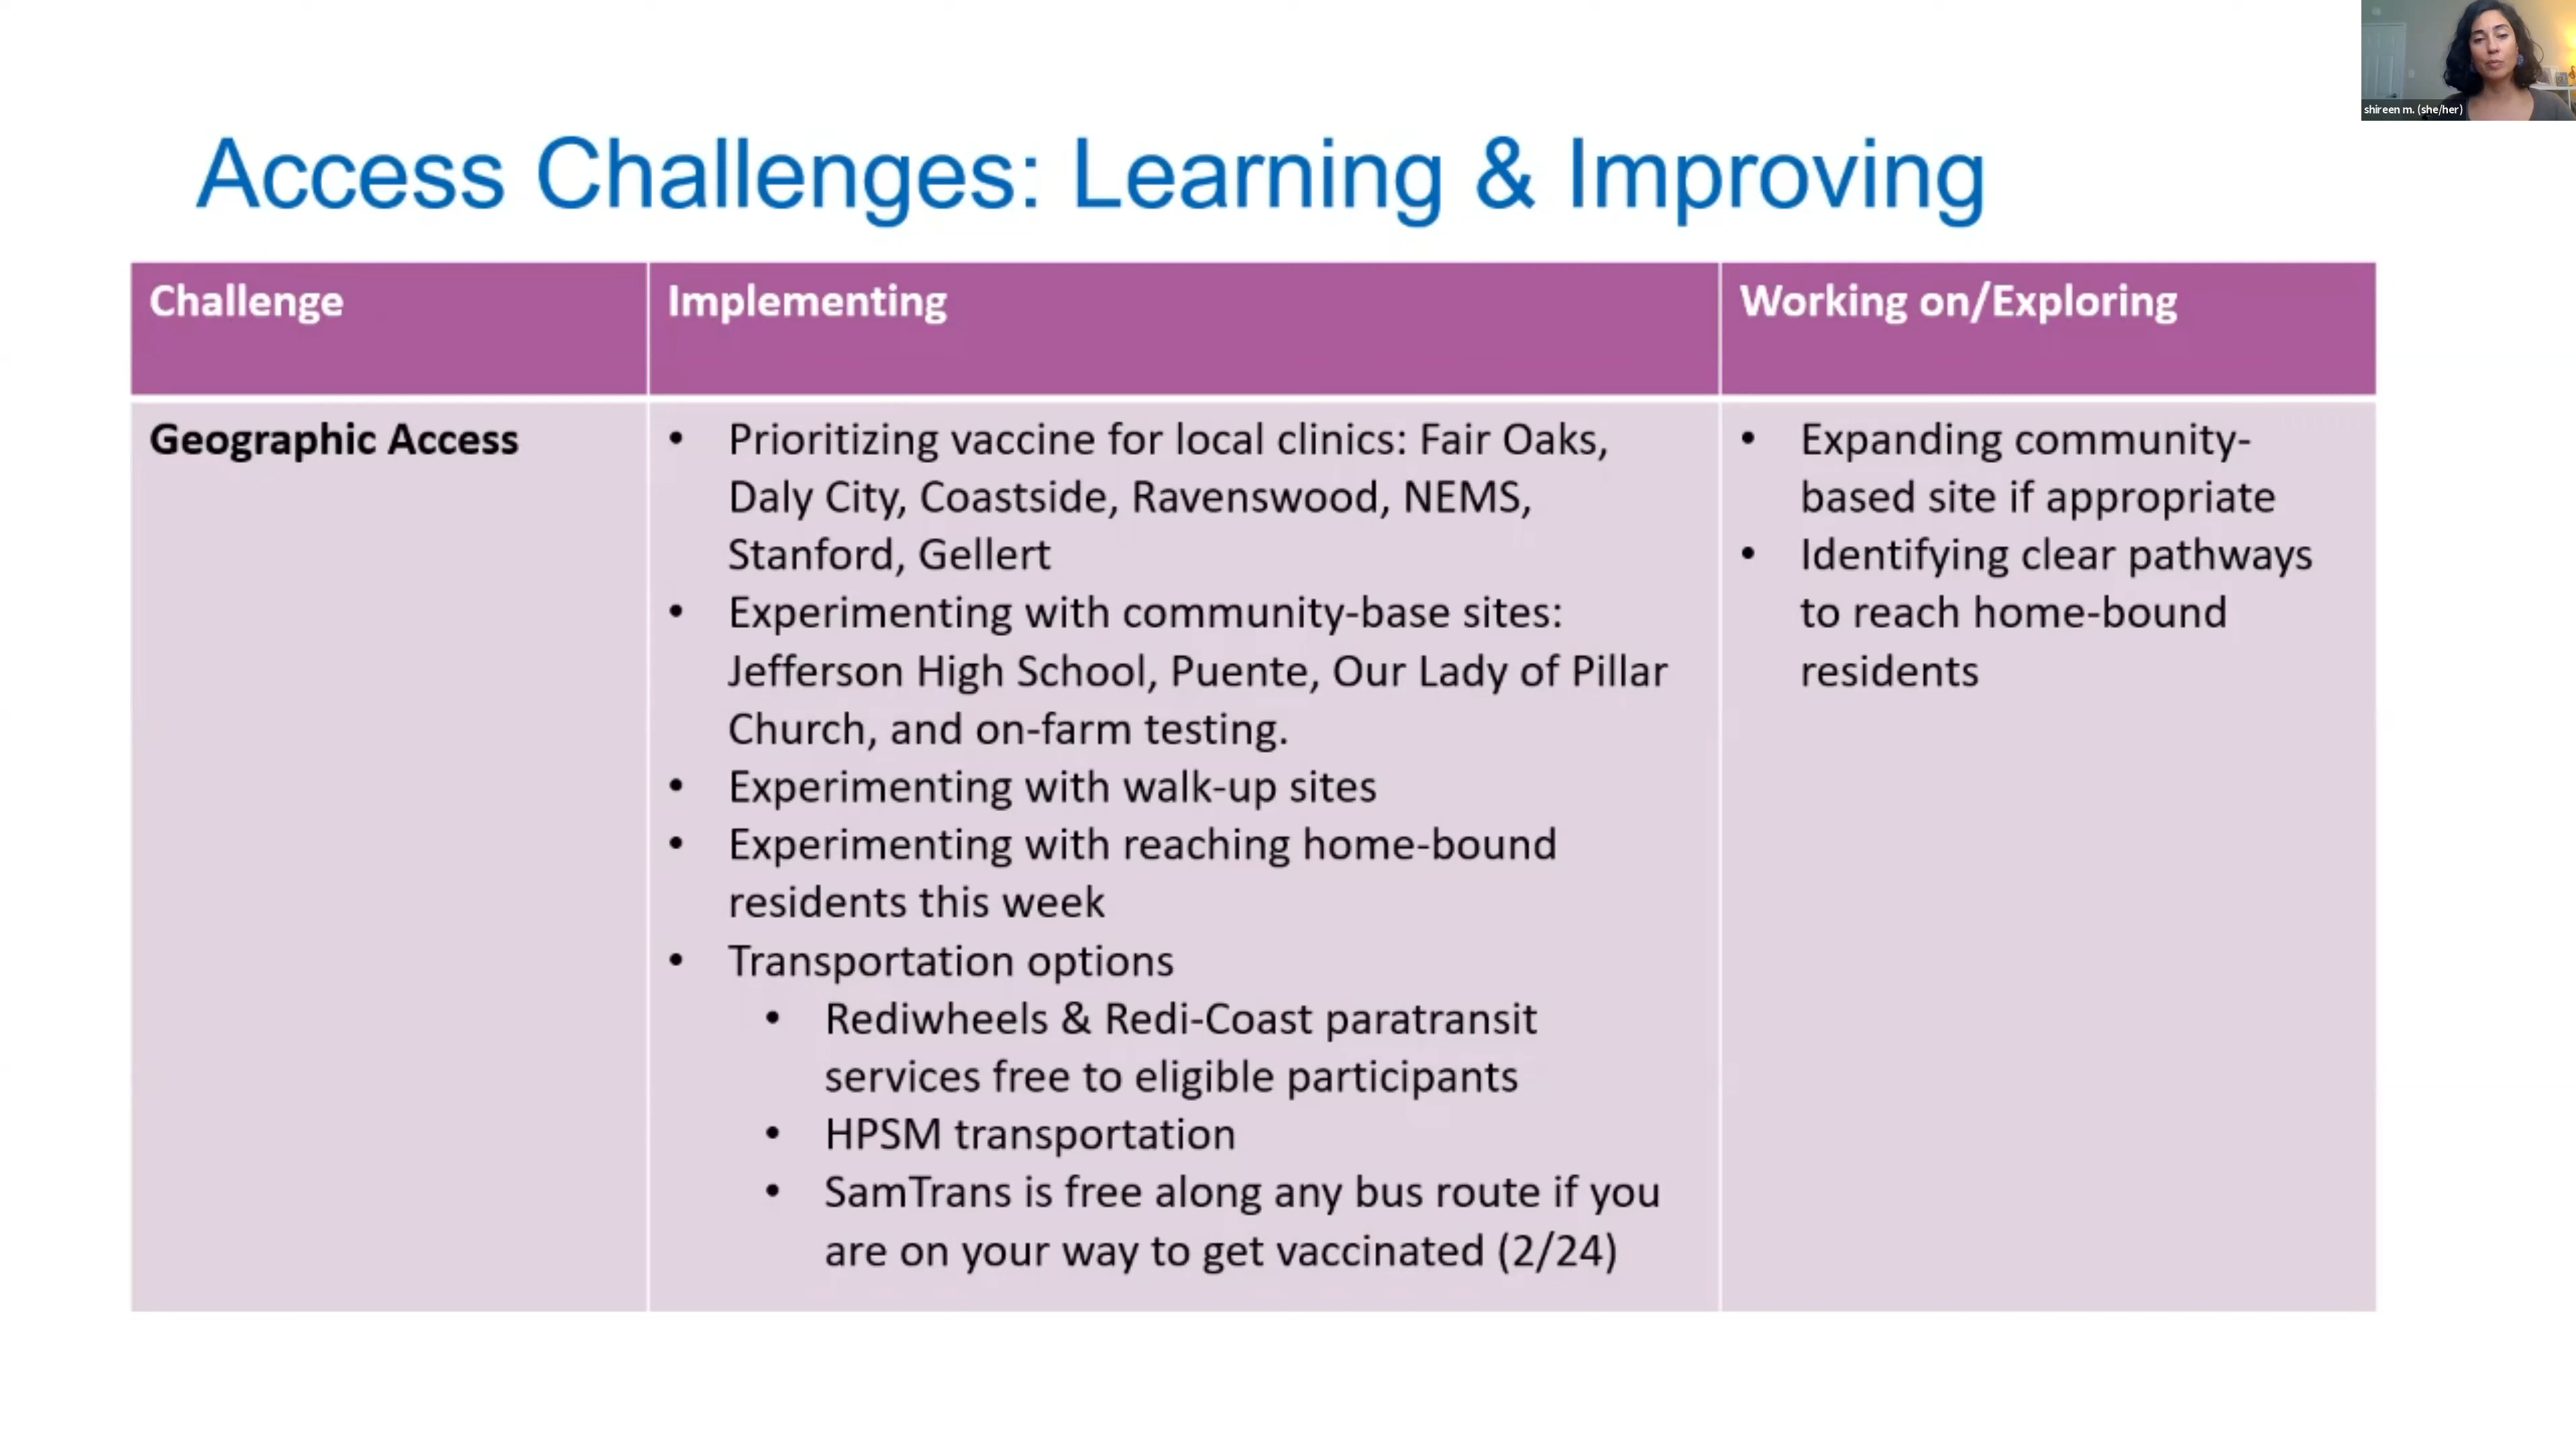 shireen m. (she/her)
Access Challenges: Learning & Improving
Challenge
Implementing
Working on/Exploring
Geographic Access
• Prioritizing vaccine for local clinics: Fair Oaks,
Daly City, Coastside, Ravenswood, NEMS,
Stanford, Gellert
• Experimenting with community-base sites:
Jefferson High School, Puente, Our Lady of Pillar
Church, and on-farm testing.
• Experimenting with walk-up sites
• Experimenting with reaching home-bound
residents this week
• Transportation options
• Rediwheels & Redi-Coast paratransit
services free to eligible participants
• HPSM transportation
• SamTrans is free along any bus route if you
are on your way to get vaccinated (2/24)
• Expanding community-
based site if appropriate
• Identifying clear pathways
to reach home-bound
residents